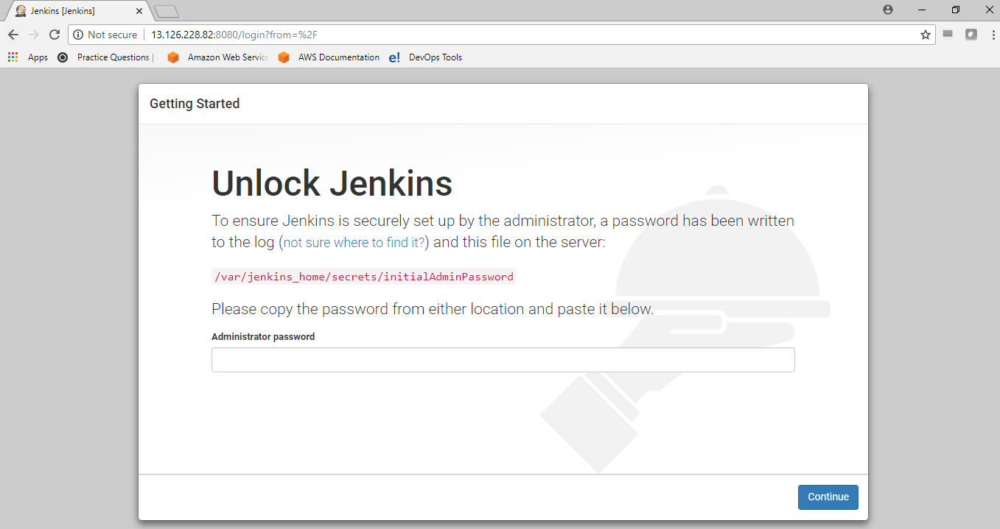 Jenkins [Jenkins]
Not secure 13.126.228.82:8080/login?from=%2F
Apps Practice Questions | Amazon Web Service AWS Documentation e! DevOps Tools
Getting Started
Unlock Jenkins
To ensure Jenkins is securely set up by the administrator, a password has been written
to the log (not sure where to find it?) and this file on the server:
/var/jenkins_home/secrets/initialAdminPassword
Please copy the password from either location and paste it below.
Administrator password
Continue